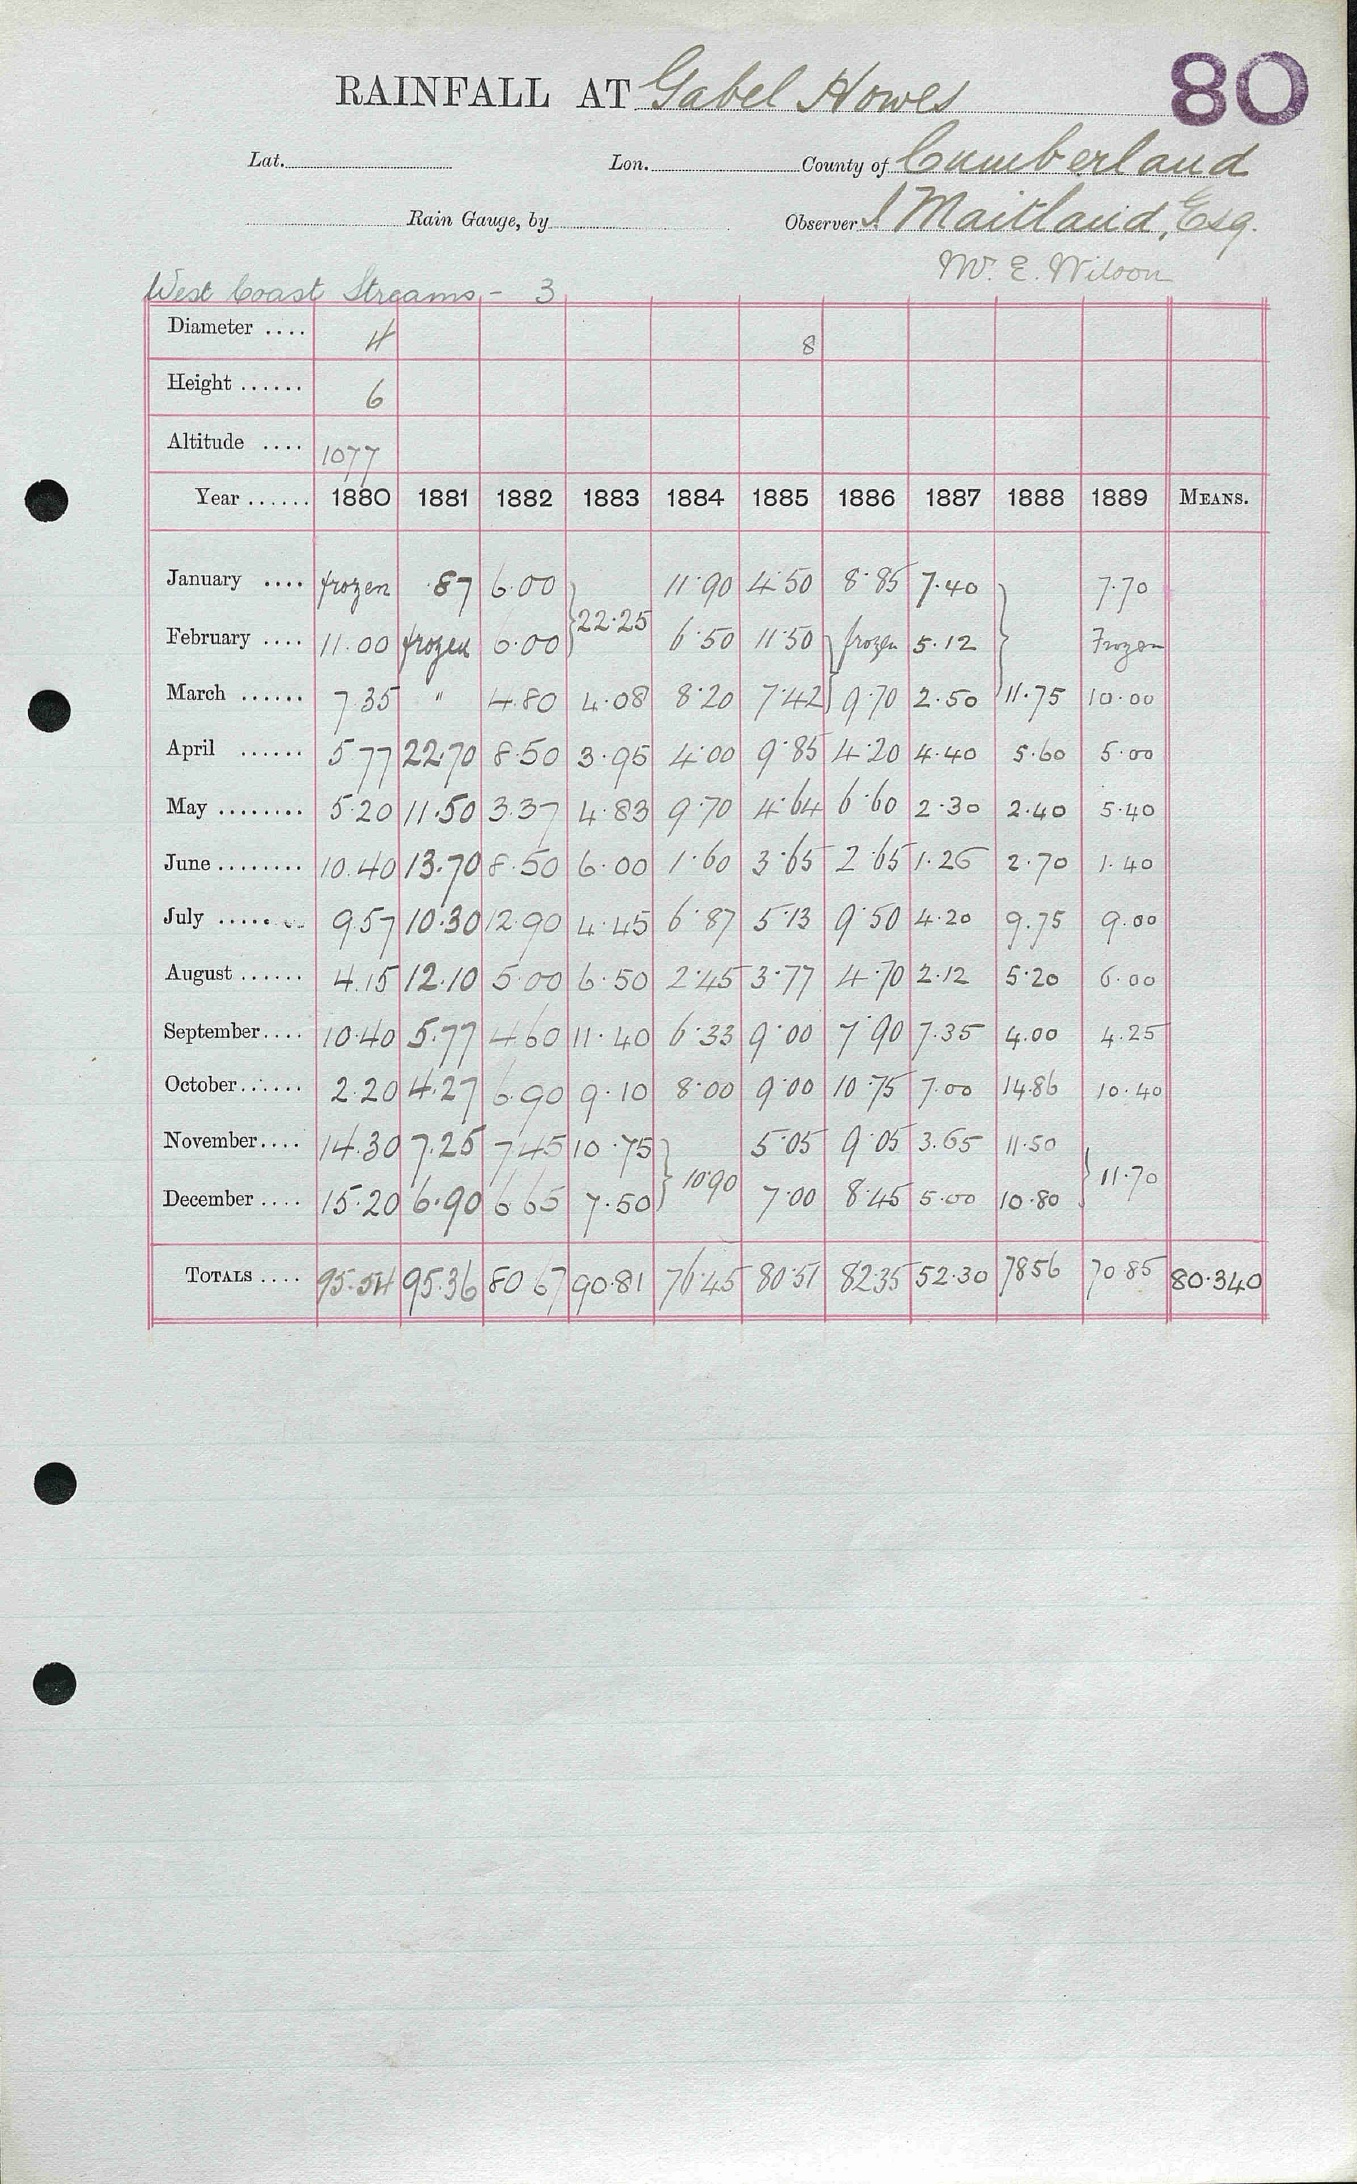 RAINFALL AT Gabel Howes 80
Lat. Lon. County of Cumberland
Rain Gauge, by Observer I Maitland, Esq.
W. E. Wilson
West Coast Streams - 3
Diameter .... 4 8
Height ...... 6
Altitude .... 1077
Year ...... 1880 1881 1882 1883 1884 1885 1886 1887 1888 1889 MEANS.
January .... frozen .87 6.00 11.90 4.50 8.85 7.40 7.70
22.25
February .... 11.00 frozen 6.00 6.50 11.50 frozen 5.12 Frozen
March ...... 7.35 " 4.80 4.08 8.20 7.42 9.70 2.50 11.75 10.00
April ...... 5.77 22.70 8.50 3.95 4.00 9.85 4.20 4.40 5.60 5.00
May ........ 5.20 11.50 3.37 4.83 9.70 4.64 6.60 2.30 2.40 5.40
June ........ 10.40 13.70 8.50 6.00 1.60 3.65 2.65 1.26 2.70 1.40
July ........ 9.57 10.30 12.90 4.45 6.87 5.13 9.50 4.20 9.75 9.00
August ...... 4.15 12.10 5.00 6.50 2.45 3.77 4.70 2.12 5.20 6.00
September.... 10.40 5.77 4.60 11.40 6.33 9.00 7.90 7.35 4.00 4.25
October...... 2.20 4.27 6.90 9.10 8.00 9.00 10.75 7.00 14.86 10.40
November.... 14.30 7.25 7.45 10.75 5.05 9.05 3.65 11.50
10.90 11.70
December .... 15.20 6.90 6.65 7.50 7.00 8.45 5.00 10.80
TOTALS .... 95.54 95.36 80.67 90.81 76.45 80.51 82.35 52.30 78.56 70.85 80.340